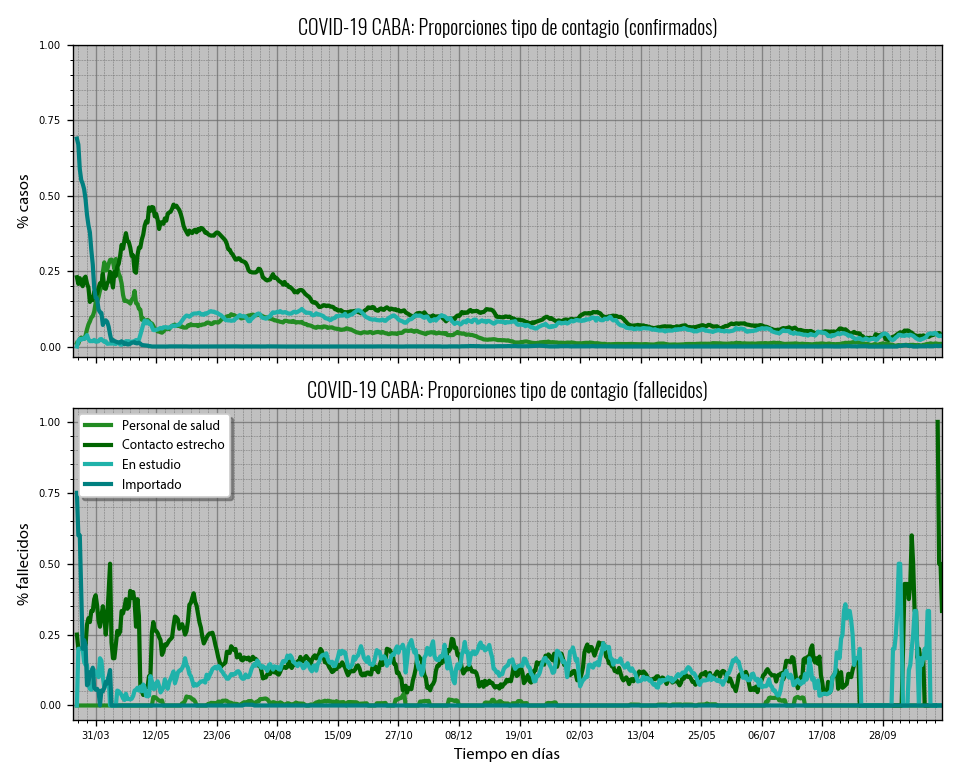 COVID-19 CABA: Proporciones tipo de contagio (confirmados)
1.00
0.75
0.50
0.25
0.00
% casos
COVID-19 CABA: Proporciones tipo de contagio (fallecidos)
1.00
0.75
0.50
0.25
0.00
% fallecidos
Personal de salud
Contacto estrecho
En estudio
Importado
31/03 12/05 23/06 04/08 15/09 27/10 08/12 19/01 02/03 13/04 25/05 06/07 17/08 28/09
Tiempo en días